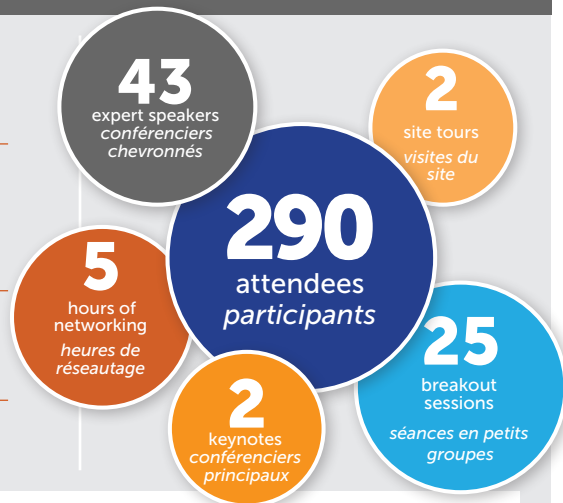 43
expert speakers
conférenciers
chevronnés
2
site tours
visites du
site
290
attendees
participants
5
hours of
networking
heures de
réseautage
25
breakout
sessions
séances en petits
groupes
2
keynotes
conférenciers
principaux